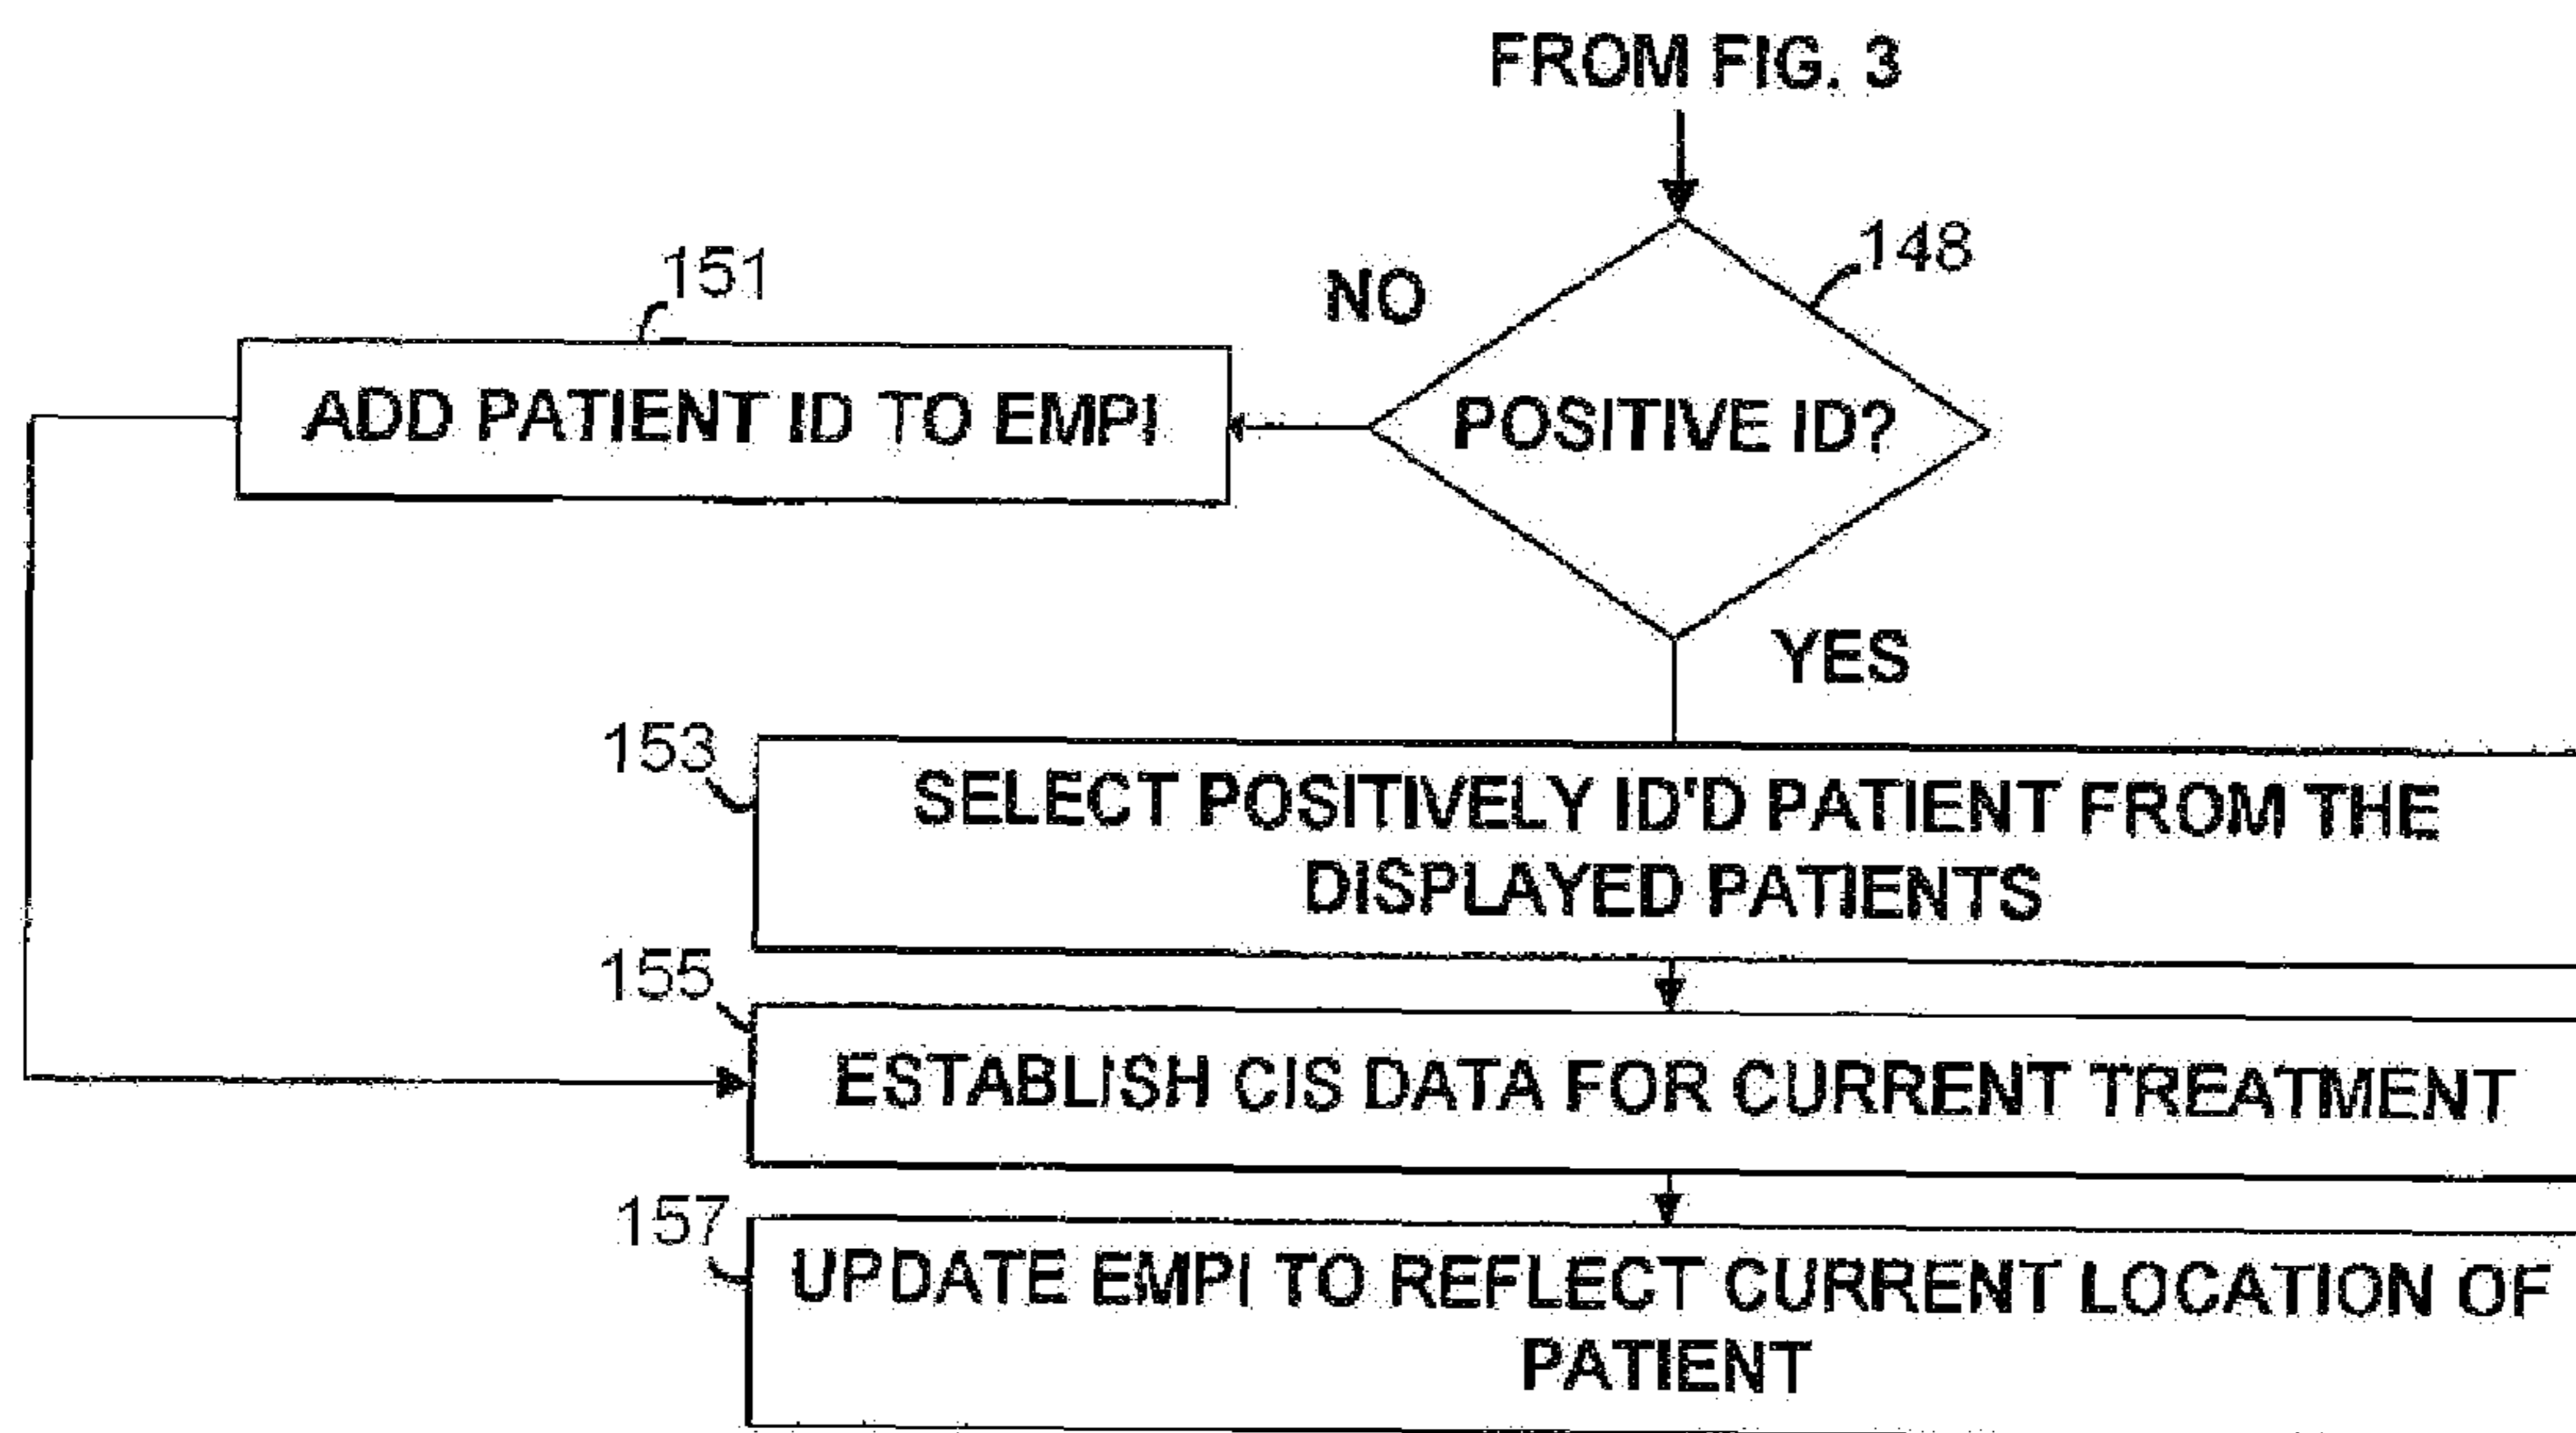 FROM FIG. 3
148
NO
POSITIVE ID?
151
ADD PATIENT ID TO EMPI
YES
153
SELECT POSITIVELY ID'D PATIENT FROM THE
DISPLAYED PATIENTS
155
ESTABLISH CIS DATA FOR CURRENT TREATMENT
157
UPDATE EMPI TO REFLECT CURRENT LOCATION OF
PATIENT